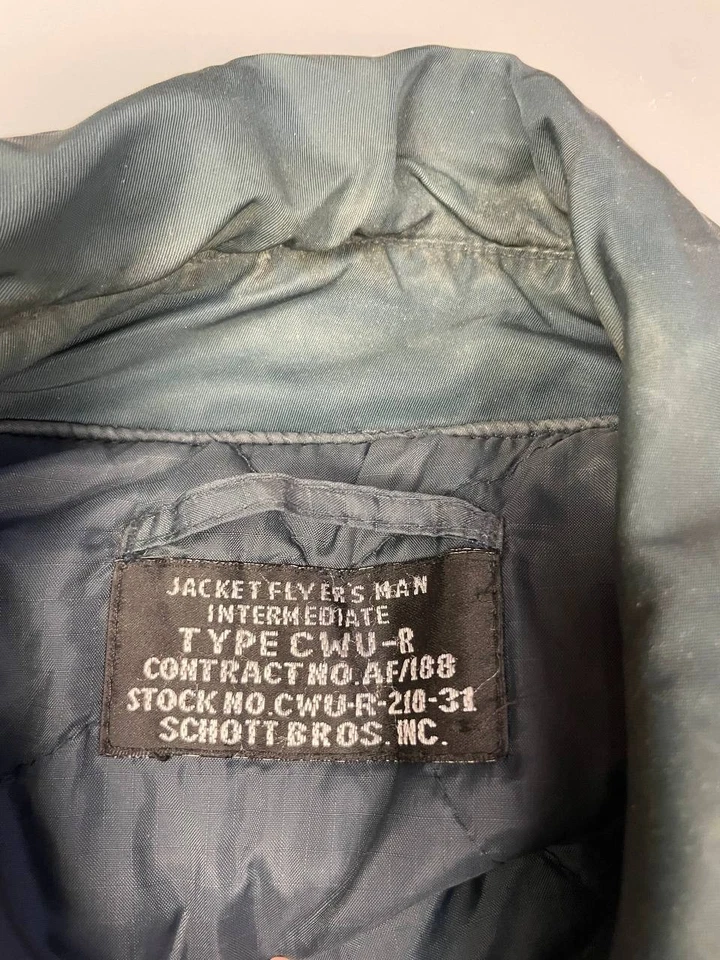 JACKET FLYER'S MAN
INTERMEDIATE
TYPE CWU-R
CONTRACT NO. AF/188
STOCK NO. CWU-R-210-31
SCHOTT BROS. INC.